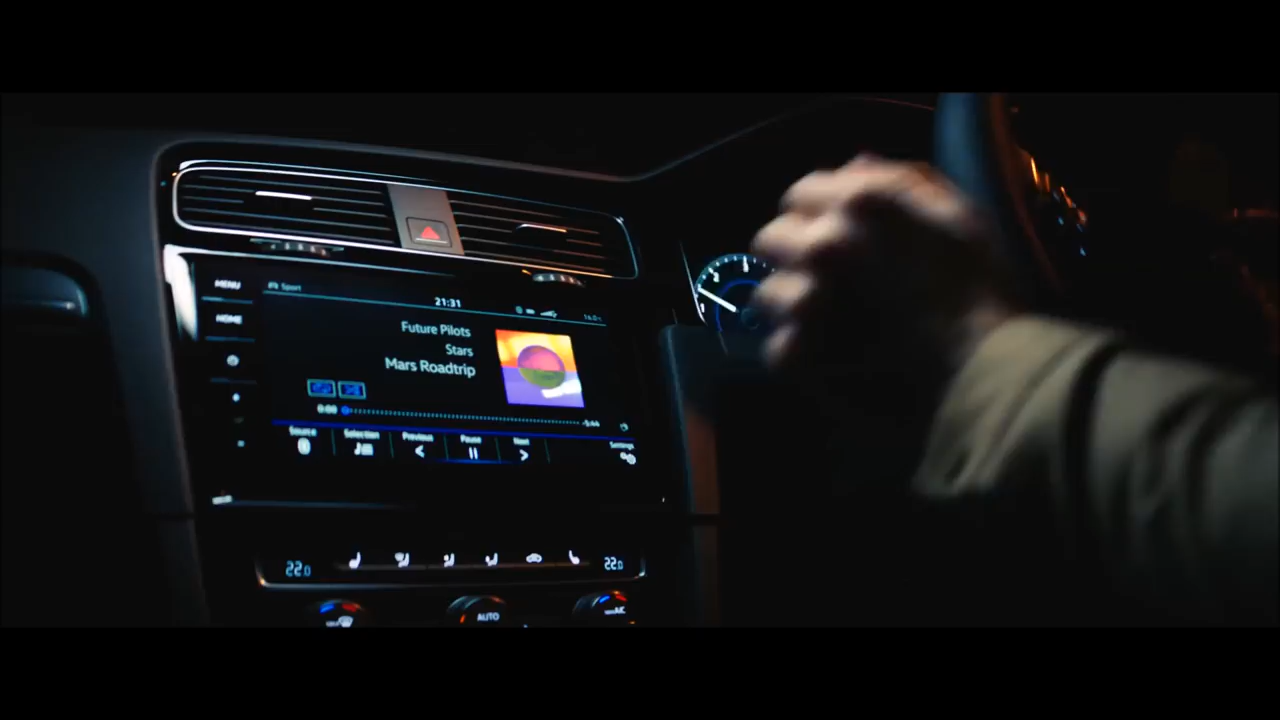 MENU
HOME
Sport
21:31
Future Pilots
Stars
Mars Roadtrip
0:00
Source
Selection
Previous
Pause
Next
Settings
22.0
22.0
AUTO